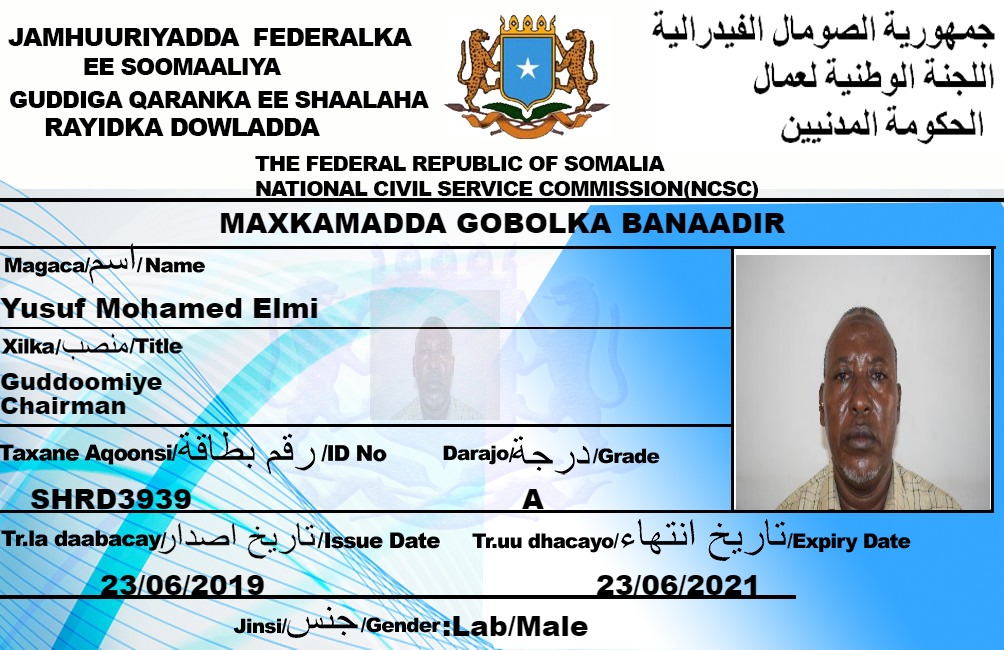 JAMHUURIYADDA FEDERALKA
EE SOOMAALIYA
GUDDIGA QARANKA EE SHAALAHA
RAYIDKA DOWLADDA
جمهورية الصومال الفيدرالية
اللجنة الوطنية لعمال
الحكومة المدنيين
THE FEDERAL REPUBLIC OF SOMALIA
NATIONAL CIVIL SERVICE COMMISSION(NCSC)
MAXKAMADDA GOBOLKA BANAADIR
Magaca/اسم/Name
Yusuf Mohamed Elmi
Xilka/منصب/Title
Guddoomiye
Chairman
Taxane Aqoonsi/رقم بطاقة/ID No Darajo/درجة/Grade
SHRD3939 A
Tr.la daabacay/تاريخ اصدار/Issue Date Tr.uu dhacayo/تاريخ انتهاء/Expiry Date
23/06/2019 23/06/2021
Jinsi/جنس/Gender:Lab/Male